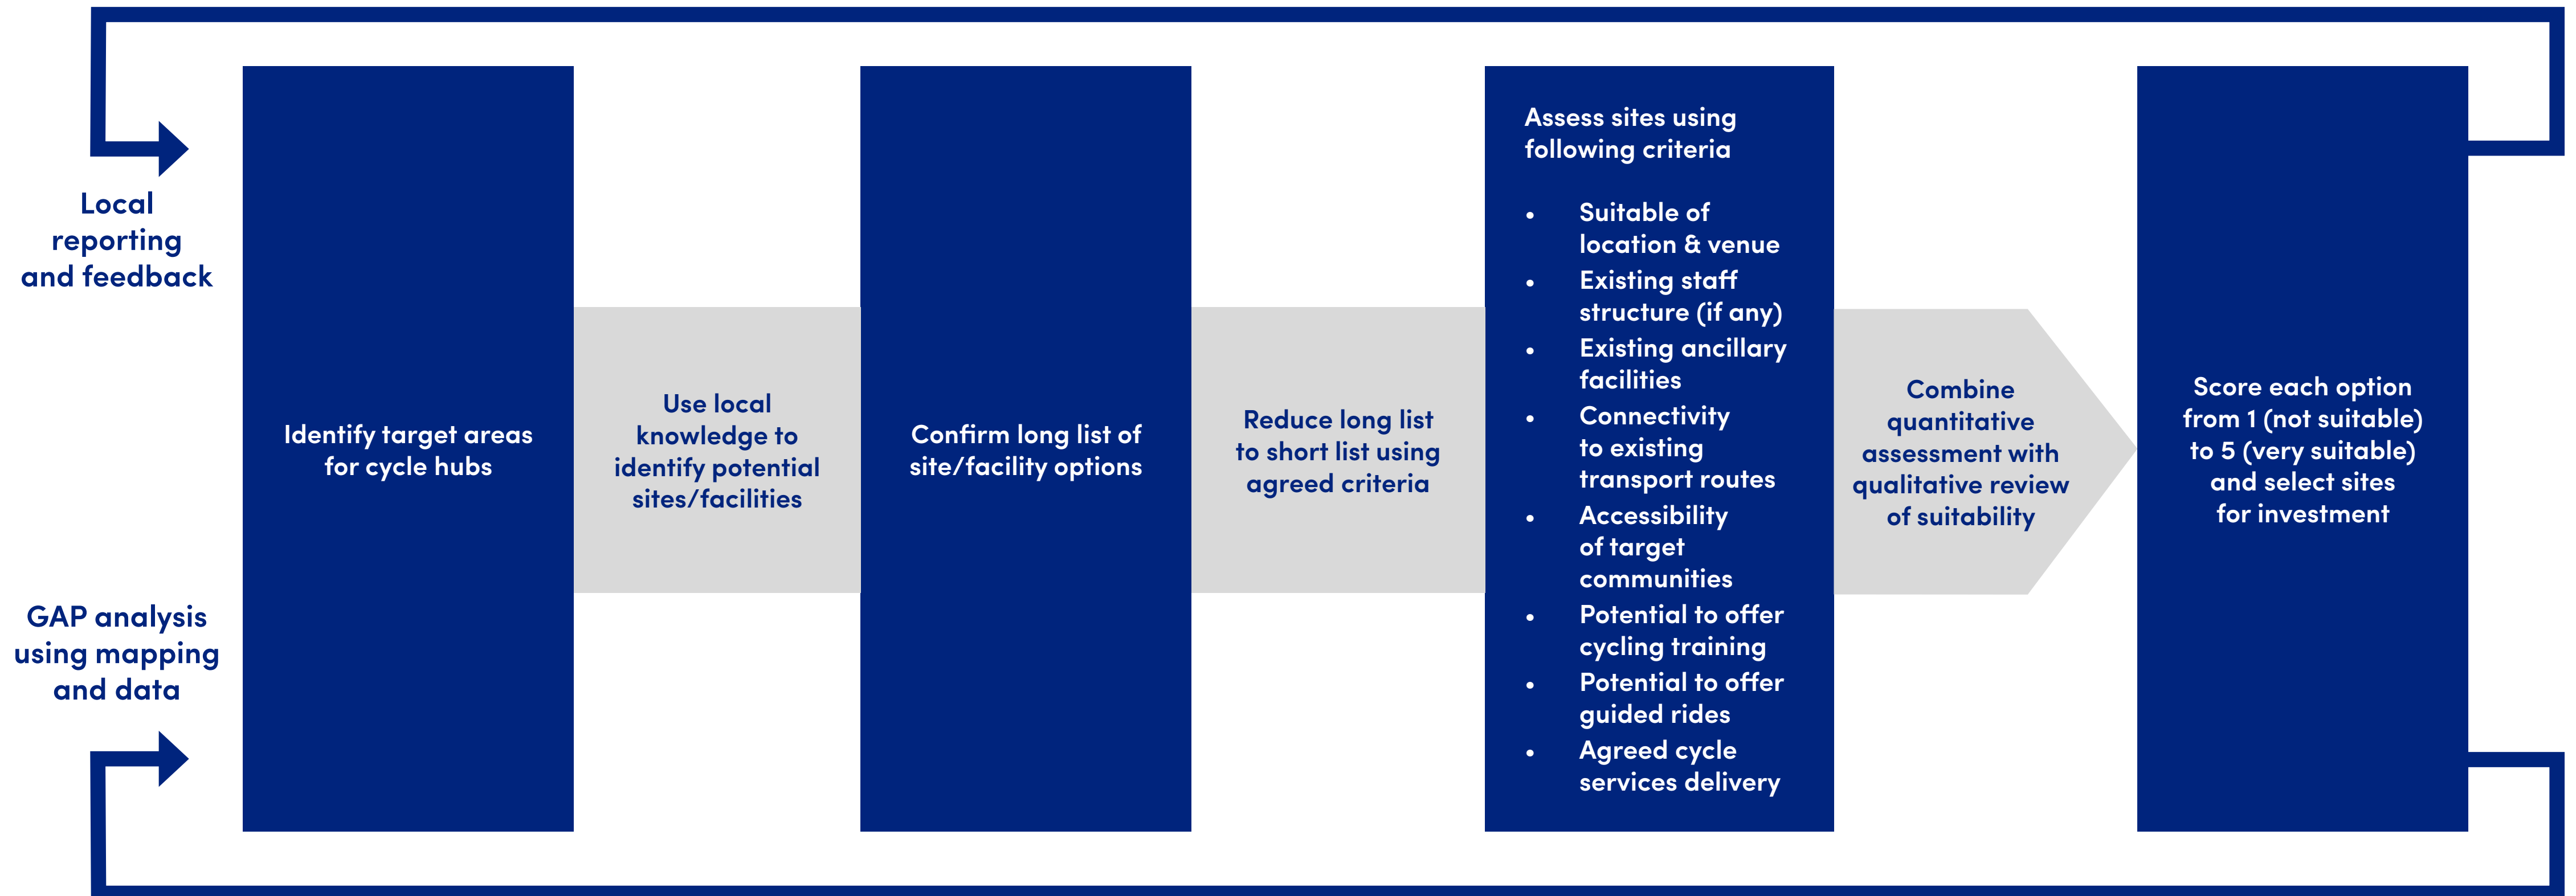 Local
reporting
and feedback
GAP analysis
using mapping
and data
Identify target areas
for cycle hubs
Use local
knowledge to
identify potential
sites/facilities
Confirm long list of
site/facility options
Reduce long list
to short list using
agreed criteria
Assess sites using
following criteria
• Suitable of
location & venue
• Existing staff
structure (if any)
• Existing ancillary
facilities
• Connectivity
to existing
transport routes
• Accessibility
of target
communities
• Potential to offer
cycling training
• Potential to offer
guided rides
• Agreed cycle
services delivery
Combine
quantitative
assessment with
qualitative review
of suitability
Score each option
from 1 (not suitable)
to 5 (very suitable)
and select sites
for investment